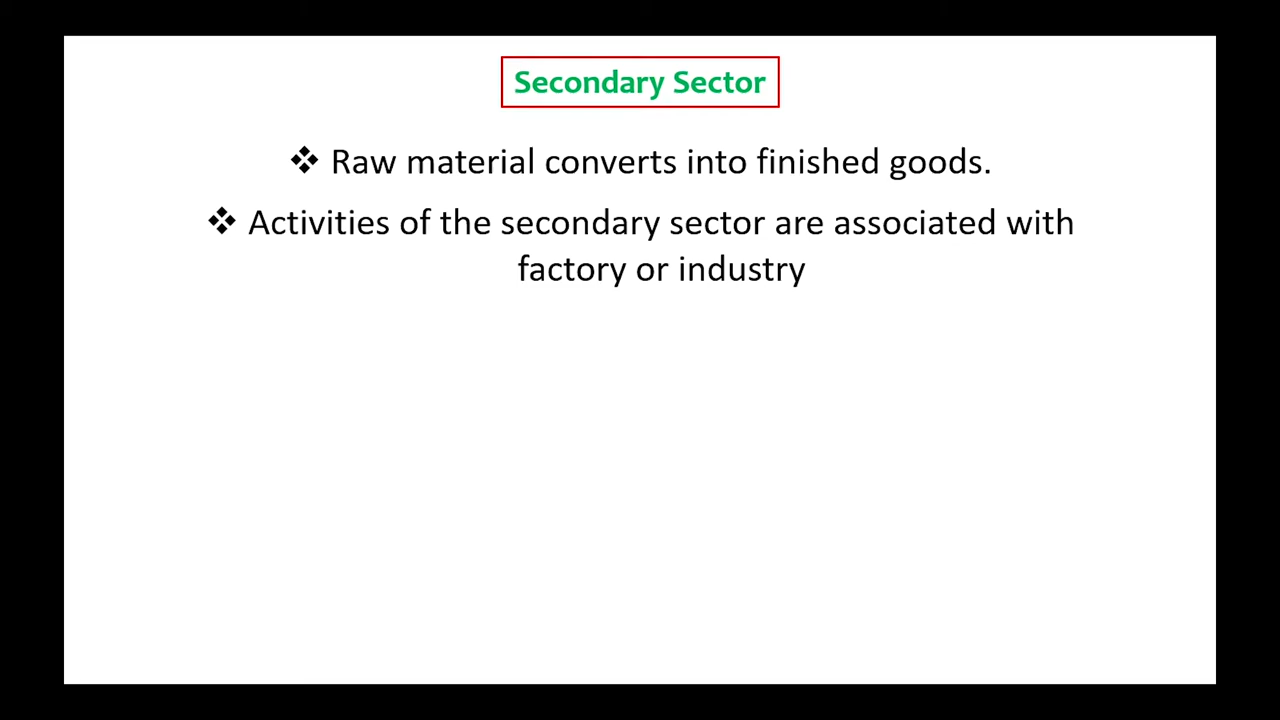 Secondary Sector
❖ Raw material converts into finished goods.
❖ Activities of the secondary sector are associated with
factory or industry